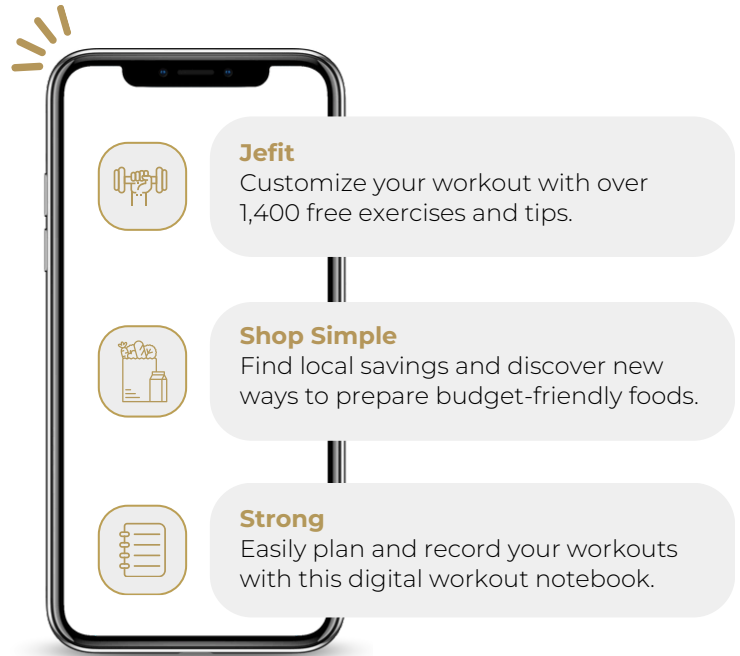 Jefit
Customize your workout with over
1,400 free exercises and tips.
Shop Simple
Find local savings and discover new
ways to prepare budget-friendly foods.
Strong
Easily plan and record your workouts
with this digital workout notebook.